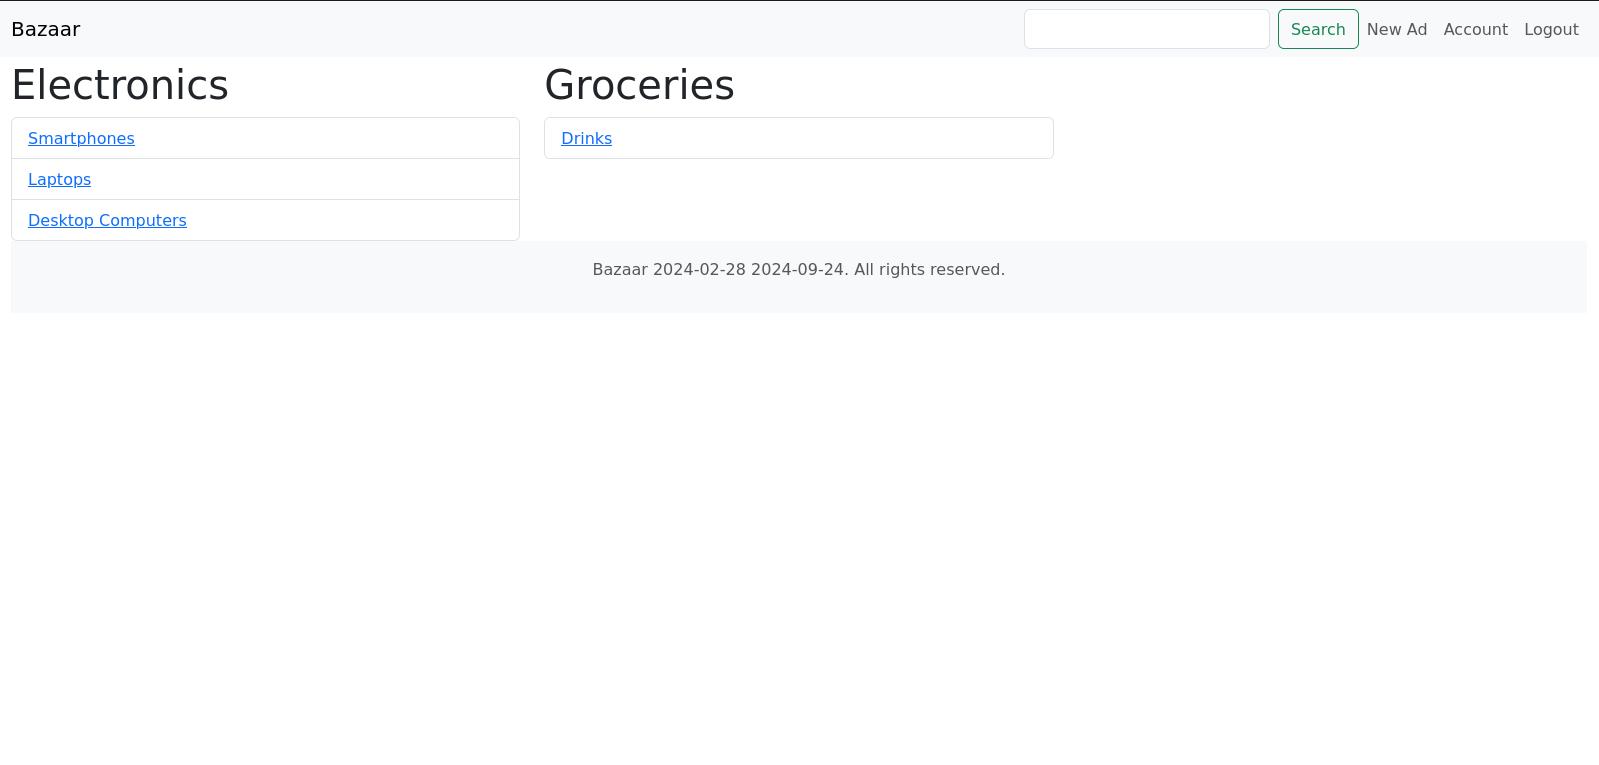 Bazaar
Search New Ad Account Logout
Electronics
Smartphones
Laptops
Desktop Computers
Groceries
Drinks
Bazaar 2024-02-28 2024-09-24. All rights reserved.